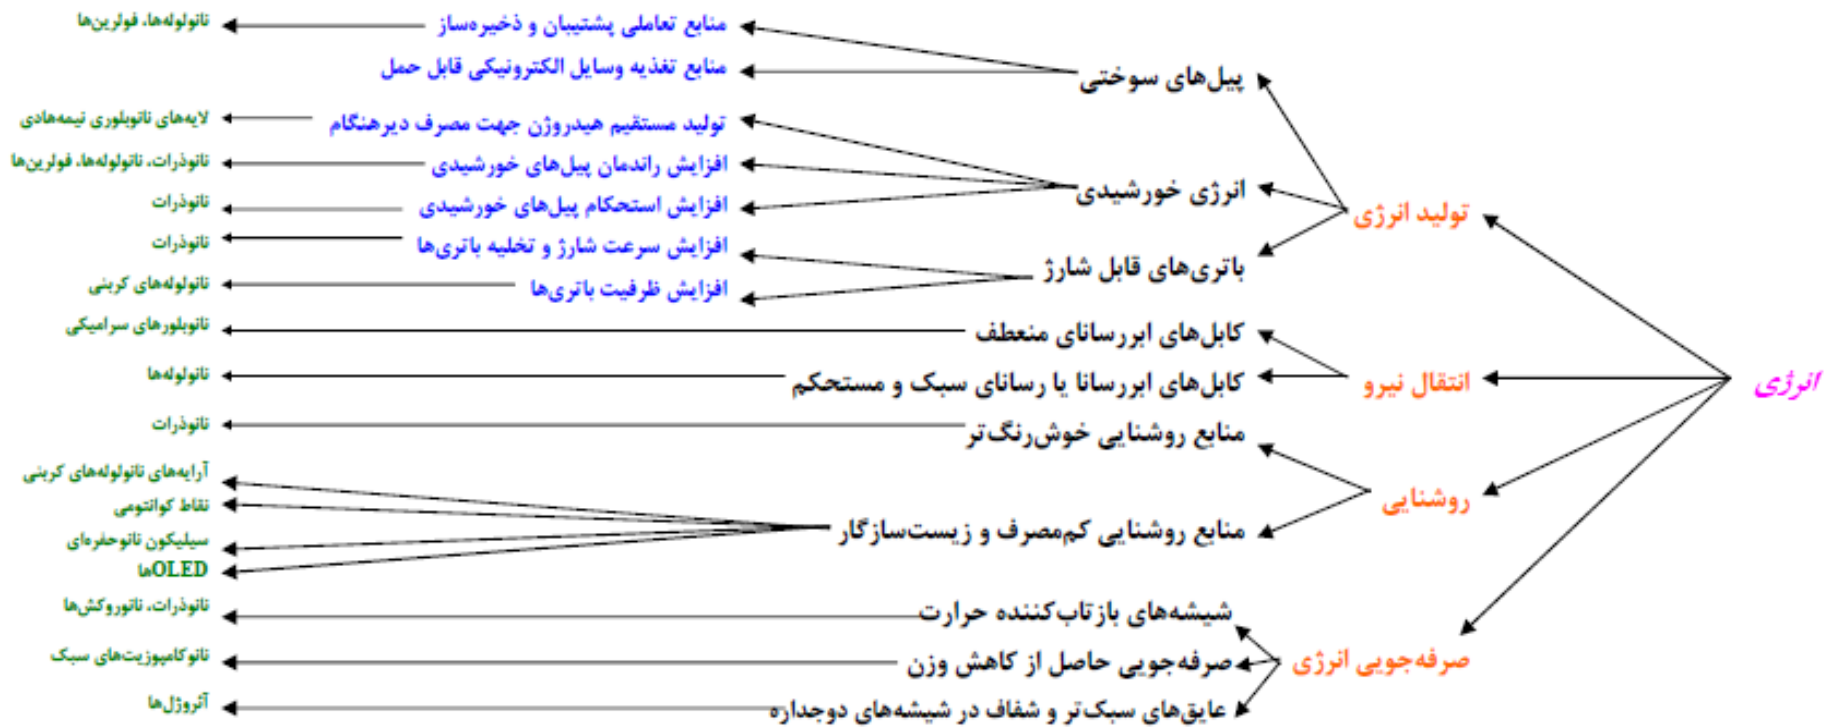 انرژی
تولید انرژی
پیل‌های سوختی
منابع تعاملی پشتیبان و ذخیره‌ساز
نانولوله‌ها، فولرین‌ها
منابع تغذیه وسایل الکترونیکی قابل حمل
انرژی خورشیدی
تولید مستقیم هیدروژن جهت مصرف دیرهنگام
لایه‌های نانوبلوری نیمه‌هادی
افزایش راندمان پیل‌های خورشیدی
نانوذرات، نانولوله‌ها، فولرین‌ها
افزایش استحکام پیل‌های خورشیدی
نانوذرات
باتری‌های قابل شارژ
افزایش سرعت شارژ و تخلیه باتری‌ها
نانوذرات
افزایش ظرفیت باتری‌ها
نانولوله‌های کربنی
انتقال نیرو
کابل‌های ابررسانای منعطف
نانوبلورهای سرامیکی
کابل‌های ابررسانا یا رسانای سبک و مستحکم
نانولوله‌ها
روشنایی
منابع روشنایی خوش‌رنگ‌تر
نانوذرات
منابع روشنایی کم‌مصرف و زیست‌سازگار
آرایه‌های نانولوله‌های کربنی
نقاط کوانتومی
سیلیکون نانوحفره‌ای
OLEDها
صرفه‌جویی انرژی
شیشه‌های بازتاب‌کننده حرارت
نانوذرات، نانوروکش‌ها
صرفه‌جویی حاصل از کاهش وزن
نانوکامپوزیت‌های سبک
عایق‌های سبک‌تر و شفاف در شیشه‌های دوجداره
آئروژل‌ها